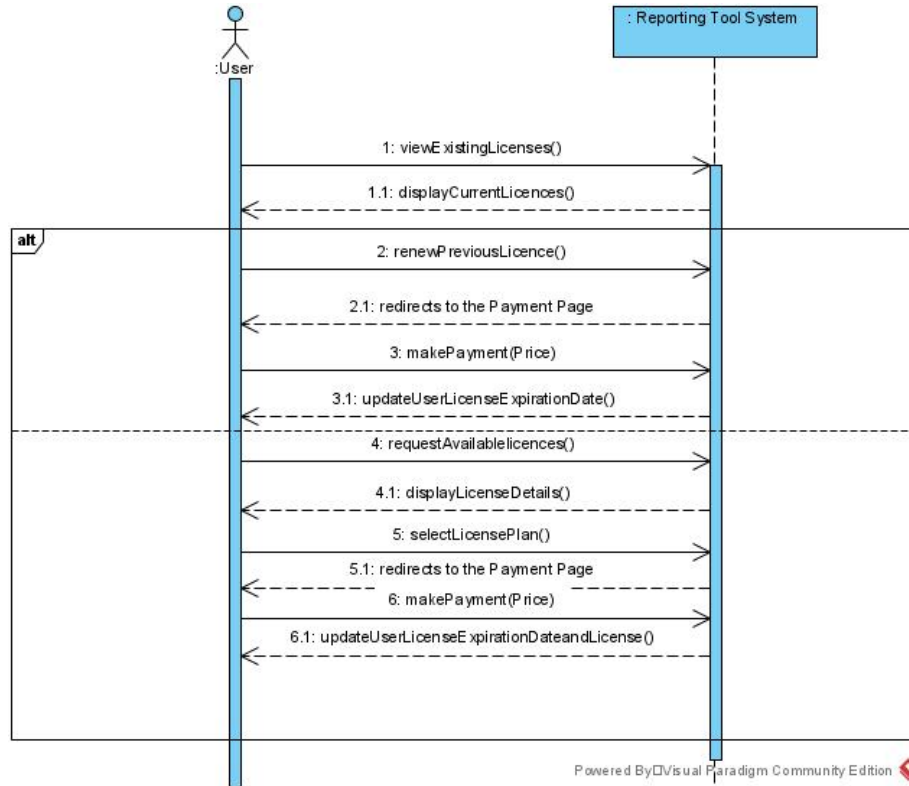 : Reporting Tool System
:User
1: viewExistingLicenses()
1.1: displayCurrentLicences()
alt
2: renewPreviousLicence()
2.1: redirects to the Payment Page
3: makePayment(Price)
3.1: updateUserLicenseExpirationDate()
4: requestAvailablelicences()
4.1: displayLicenseDetails()
5: selectLicensePlan()
5.1: redirects to the Payment Page
6: makePayment(Price)
6.1: updateUserLicenseExpirationDateandLicense()
Powered By□Visual Paradigm Community Edition